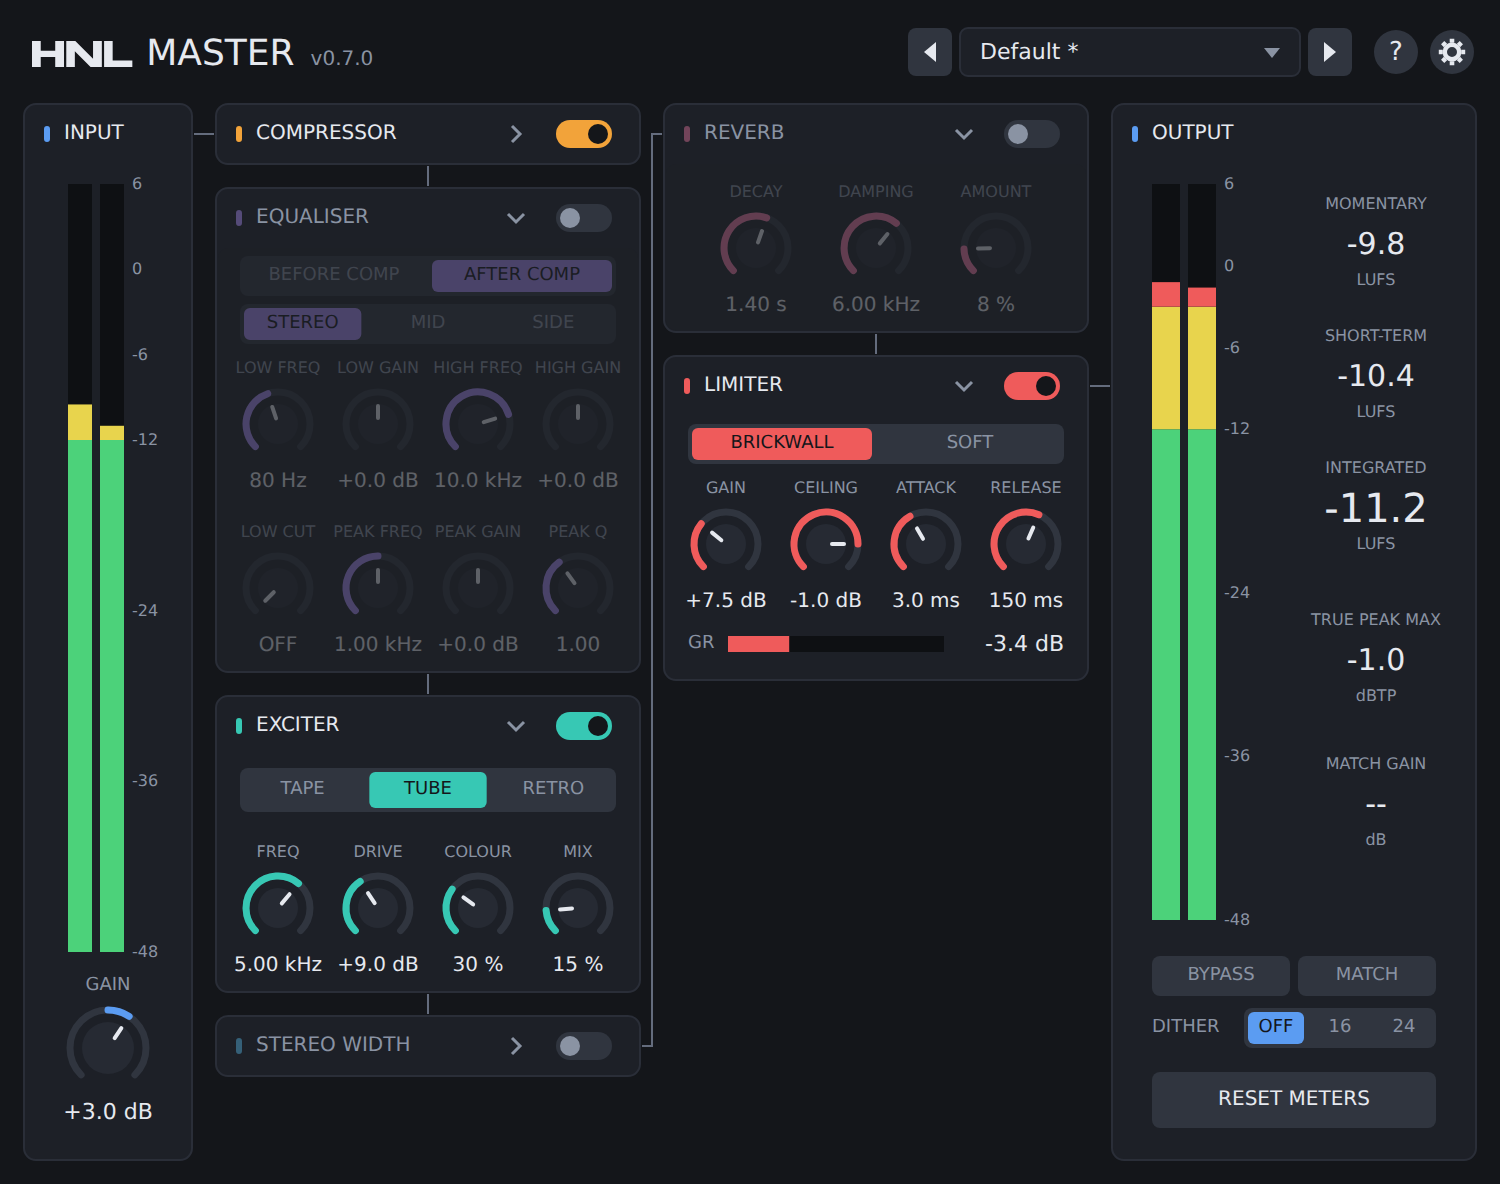 HNL MASTER v0.7.0
Default *
?
INPUT
6
0
-6
-12
-24
-36
-48
GAIN
+3.0 dB
COMPRESSOR
EQUALISER
BEFORE COMP AFTER COMP
STEREO MID SIDE
LOW FREQ LOW GAIN HIGH FREQ HIGH GAIN
80 Hz +0.0 dB 10.0 kHz +0.0 dB
LOW CUT PEAK FREQ PEAK GAIN PEAK Q
OFF 1.00 kHz +0.0 dB 1.00
EXCITER
TAPE TUBE RETRO
FREQ DRIVE COLOUR MIX
5.00 kHz +9.0 dB 30 % 15 %
STEREO WIDTH
REVERB
DECAY DAMPING AMOUNT
1.40 s 6.00 kHz 8 %
LIMITER
BRICKWALL SOFT
GAIN CEILING ATTACK RELEASE
+7.5 dB -1.0 dB 3.0 ms 150 ms
GR -3.4 dB
OUTPUT
6
0
-6
-12
-24
-36
-48
MOMENTARY
-9.8
LUFS
SHORT-TERM
-10.4
LUFS
INTEGRATED
-11.2
LUFS
TRUE PEAK MAX
-1.0
dBTP
MATCH GAIN
--
dB
BYPASS MATCH
DITHER OFF 16 24
RESET METERS